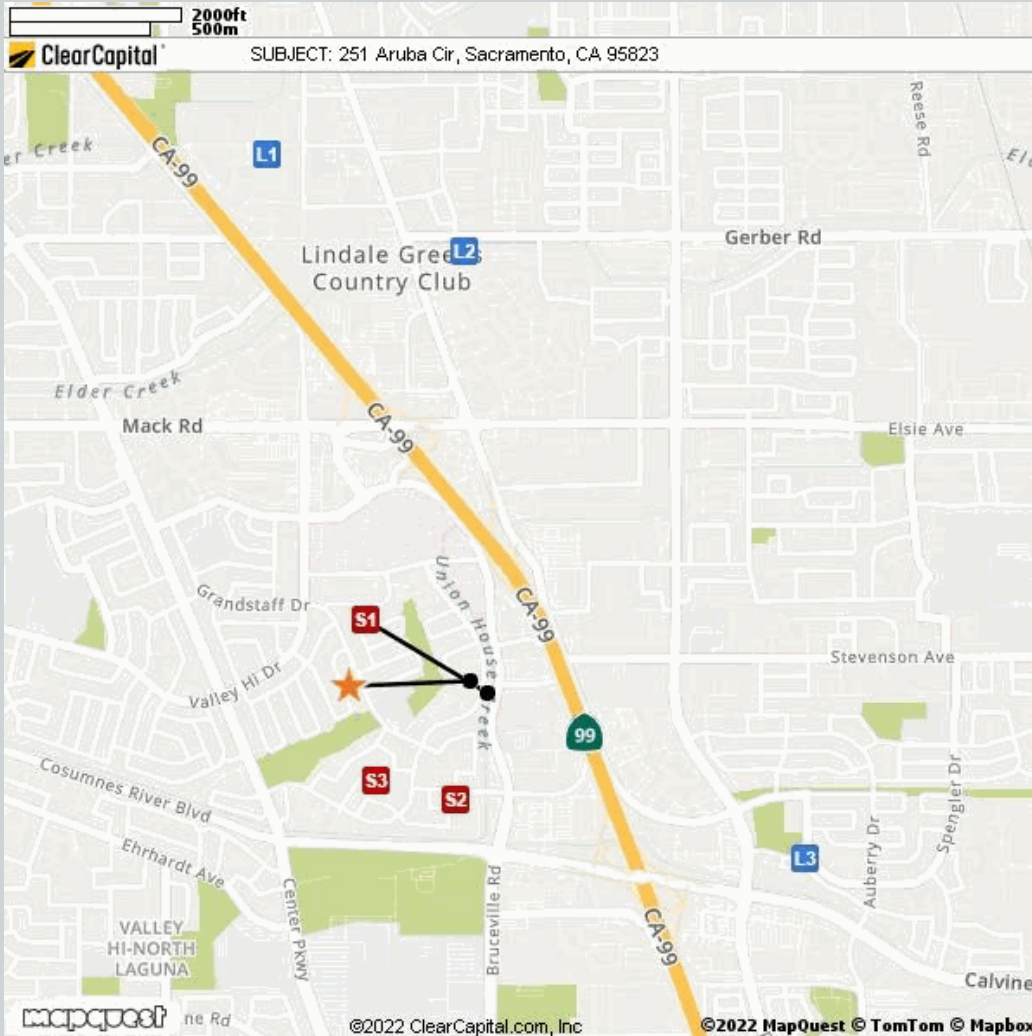 2000ft
500m
ClearCapital
SUBJECT: 251 Aruba Cir, Sacramento, CA 95823
CA-99
Reese Rd
er Creek
L1
Gerber Rd
L2
Lindale Greens
Country Club
Elder Creek
Mack Rd
CA-99
Elsie Ave
Union House Creek
Grandstaff Dr
S1
CA-99
Stevenson Ave
Valley Hi Dr
99
S3
S2
Cosumnes River Blvd
Spengler Dr
Ehrhardt Ave
L3
Auberry Dr
Center Pkwy
Bruceville Rd
VALLEY
HI-NORTH
LAGUNA
CA-99
Calvine
mapquest
ne Rd
©2022 ClearCapital.com, Inc
©2022 MapQuest © TomTom © Mapbox